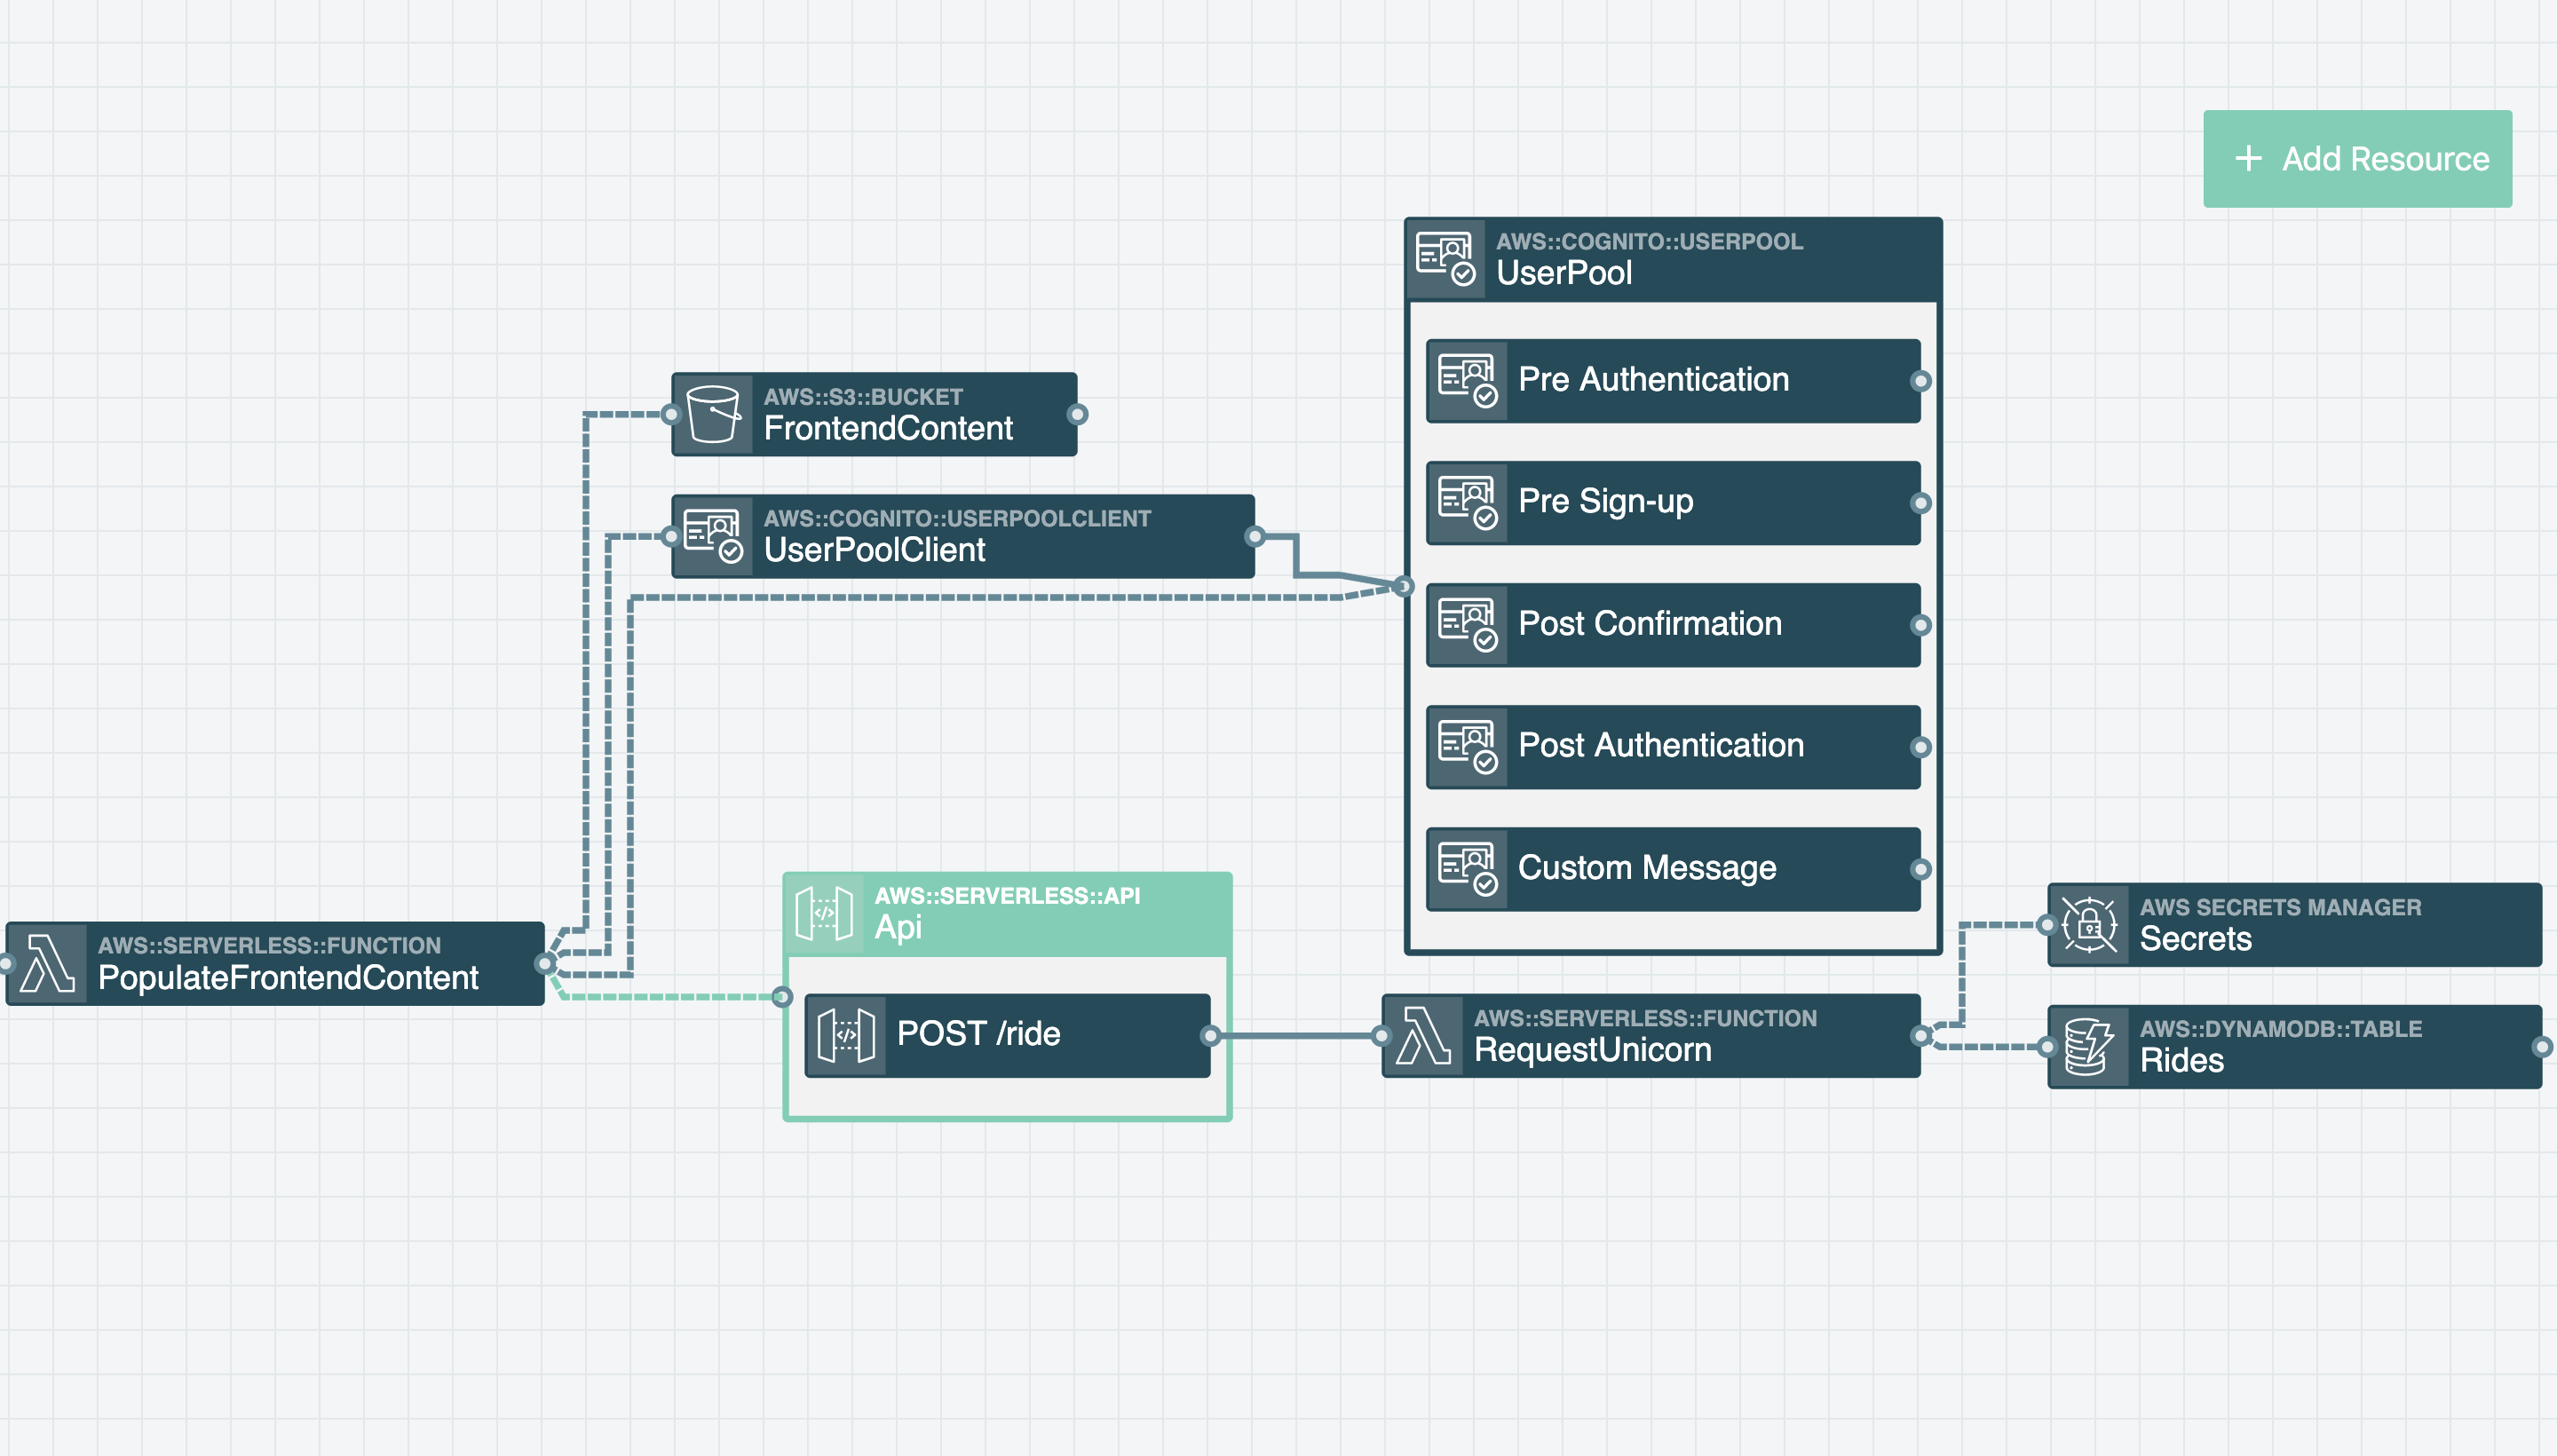 + Add Resource
AWS::COGNITO::USERPOOL
UserPool
Pre Authentication
Pre Sign-up
Post Confirmation
Post Authentication
Custom Message
AWS::S3::BUCKET
FrontendContent
AWS::COGNITO::USERPOOLCLIENT
UserPoolClient
AWS::SERVERLESS::FUNCTION
PopulateFrontendContent
AWS::SERVERLESS::API
Api
POST /ride
AWS::SERVERLESS::FUNCTION
RequestUnicorn
AWS SECRETS MANAGER
Secrets
AWS::DYNAMODB::TABLE
Rides